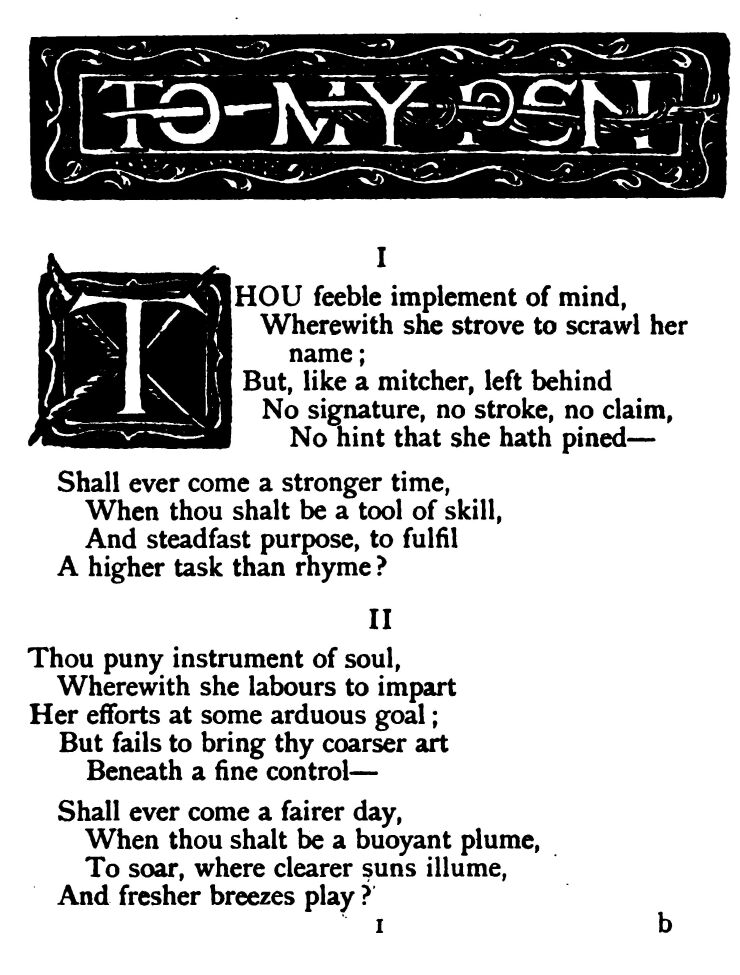 TO MY PEN
I
THOU feeble implement of mind,
Wherewith she strove to scrawl her
name;
But, like a mitcher, left behind
No signature, no stroke, no claim,
No hint that she hath pined—
Shall ever come a stronger time,
When thou shalt be a tool of skill,
And steadfast purpose, to fulfil
A higher task than rhyme?
II
Thou puny instrument of soul,
Wherewith she labours to impart
Her efforts at some arduous goal;
But fails to bring thy coarser art
Beneath a fine control—
Shall ever come a fairer day,
When thou shalt be a buoyant plume,
To soar, where clearer suns illume,
And fresher breezes play?
1
b